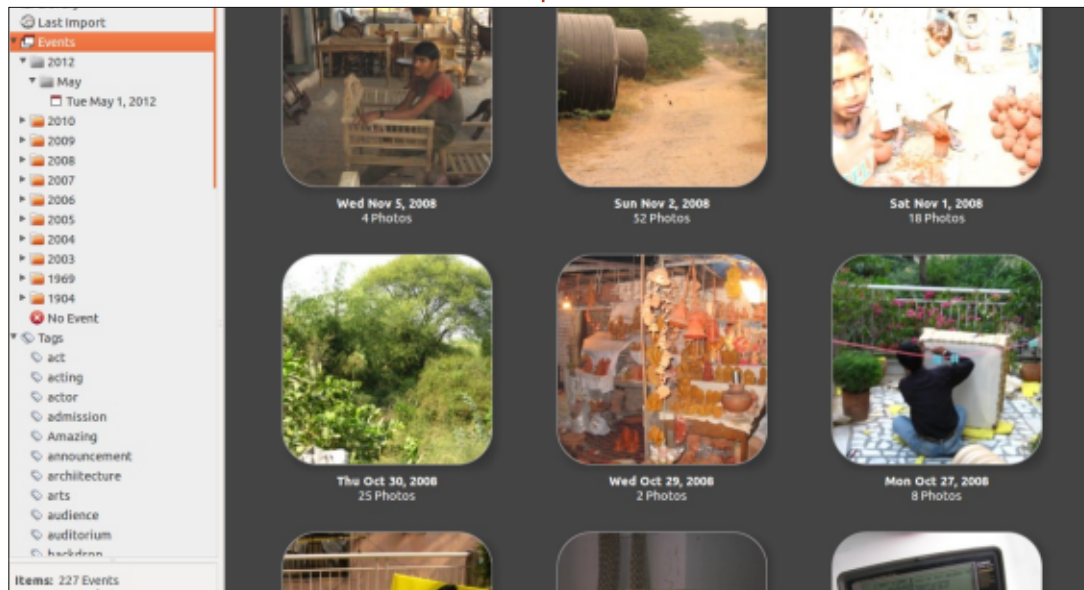 Last Import
Events
2012
May
Tue May 1, 2012
2010
2009
2008
2007
2006
2005
2004
2003
1969
1904
No Event
Tags
act
acting
actor
admission
Amazing
announcement
archiitecture
arts
audience
auditorium
backdrop
Items: 227 Events
Wed Nov 5, 2008
4 Photos
Sun Nov 2, 2008
52 Photos
Sat Nov 1, 2008
18 Photos
Thu Oct 30, 2008
25 Photos
Wed Oct 29, 2008
2 Photos
Mon Oct 27, 2008
8 Photos